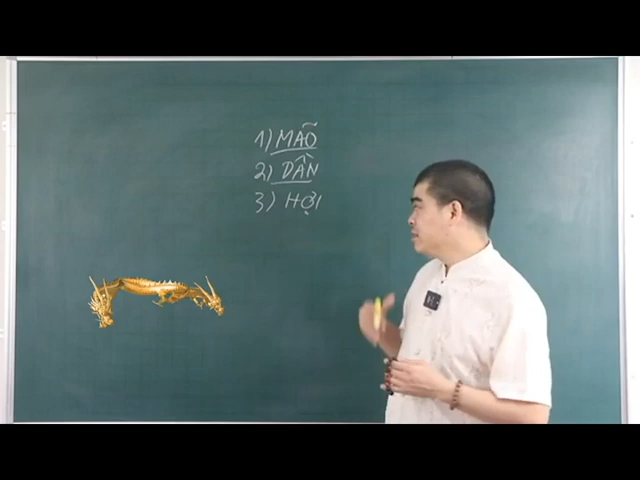 1) MÃO
2) DẦN
3) HỢI